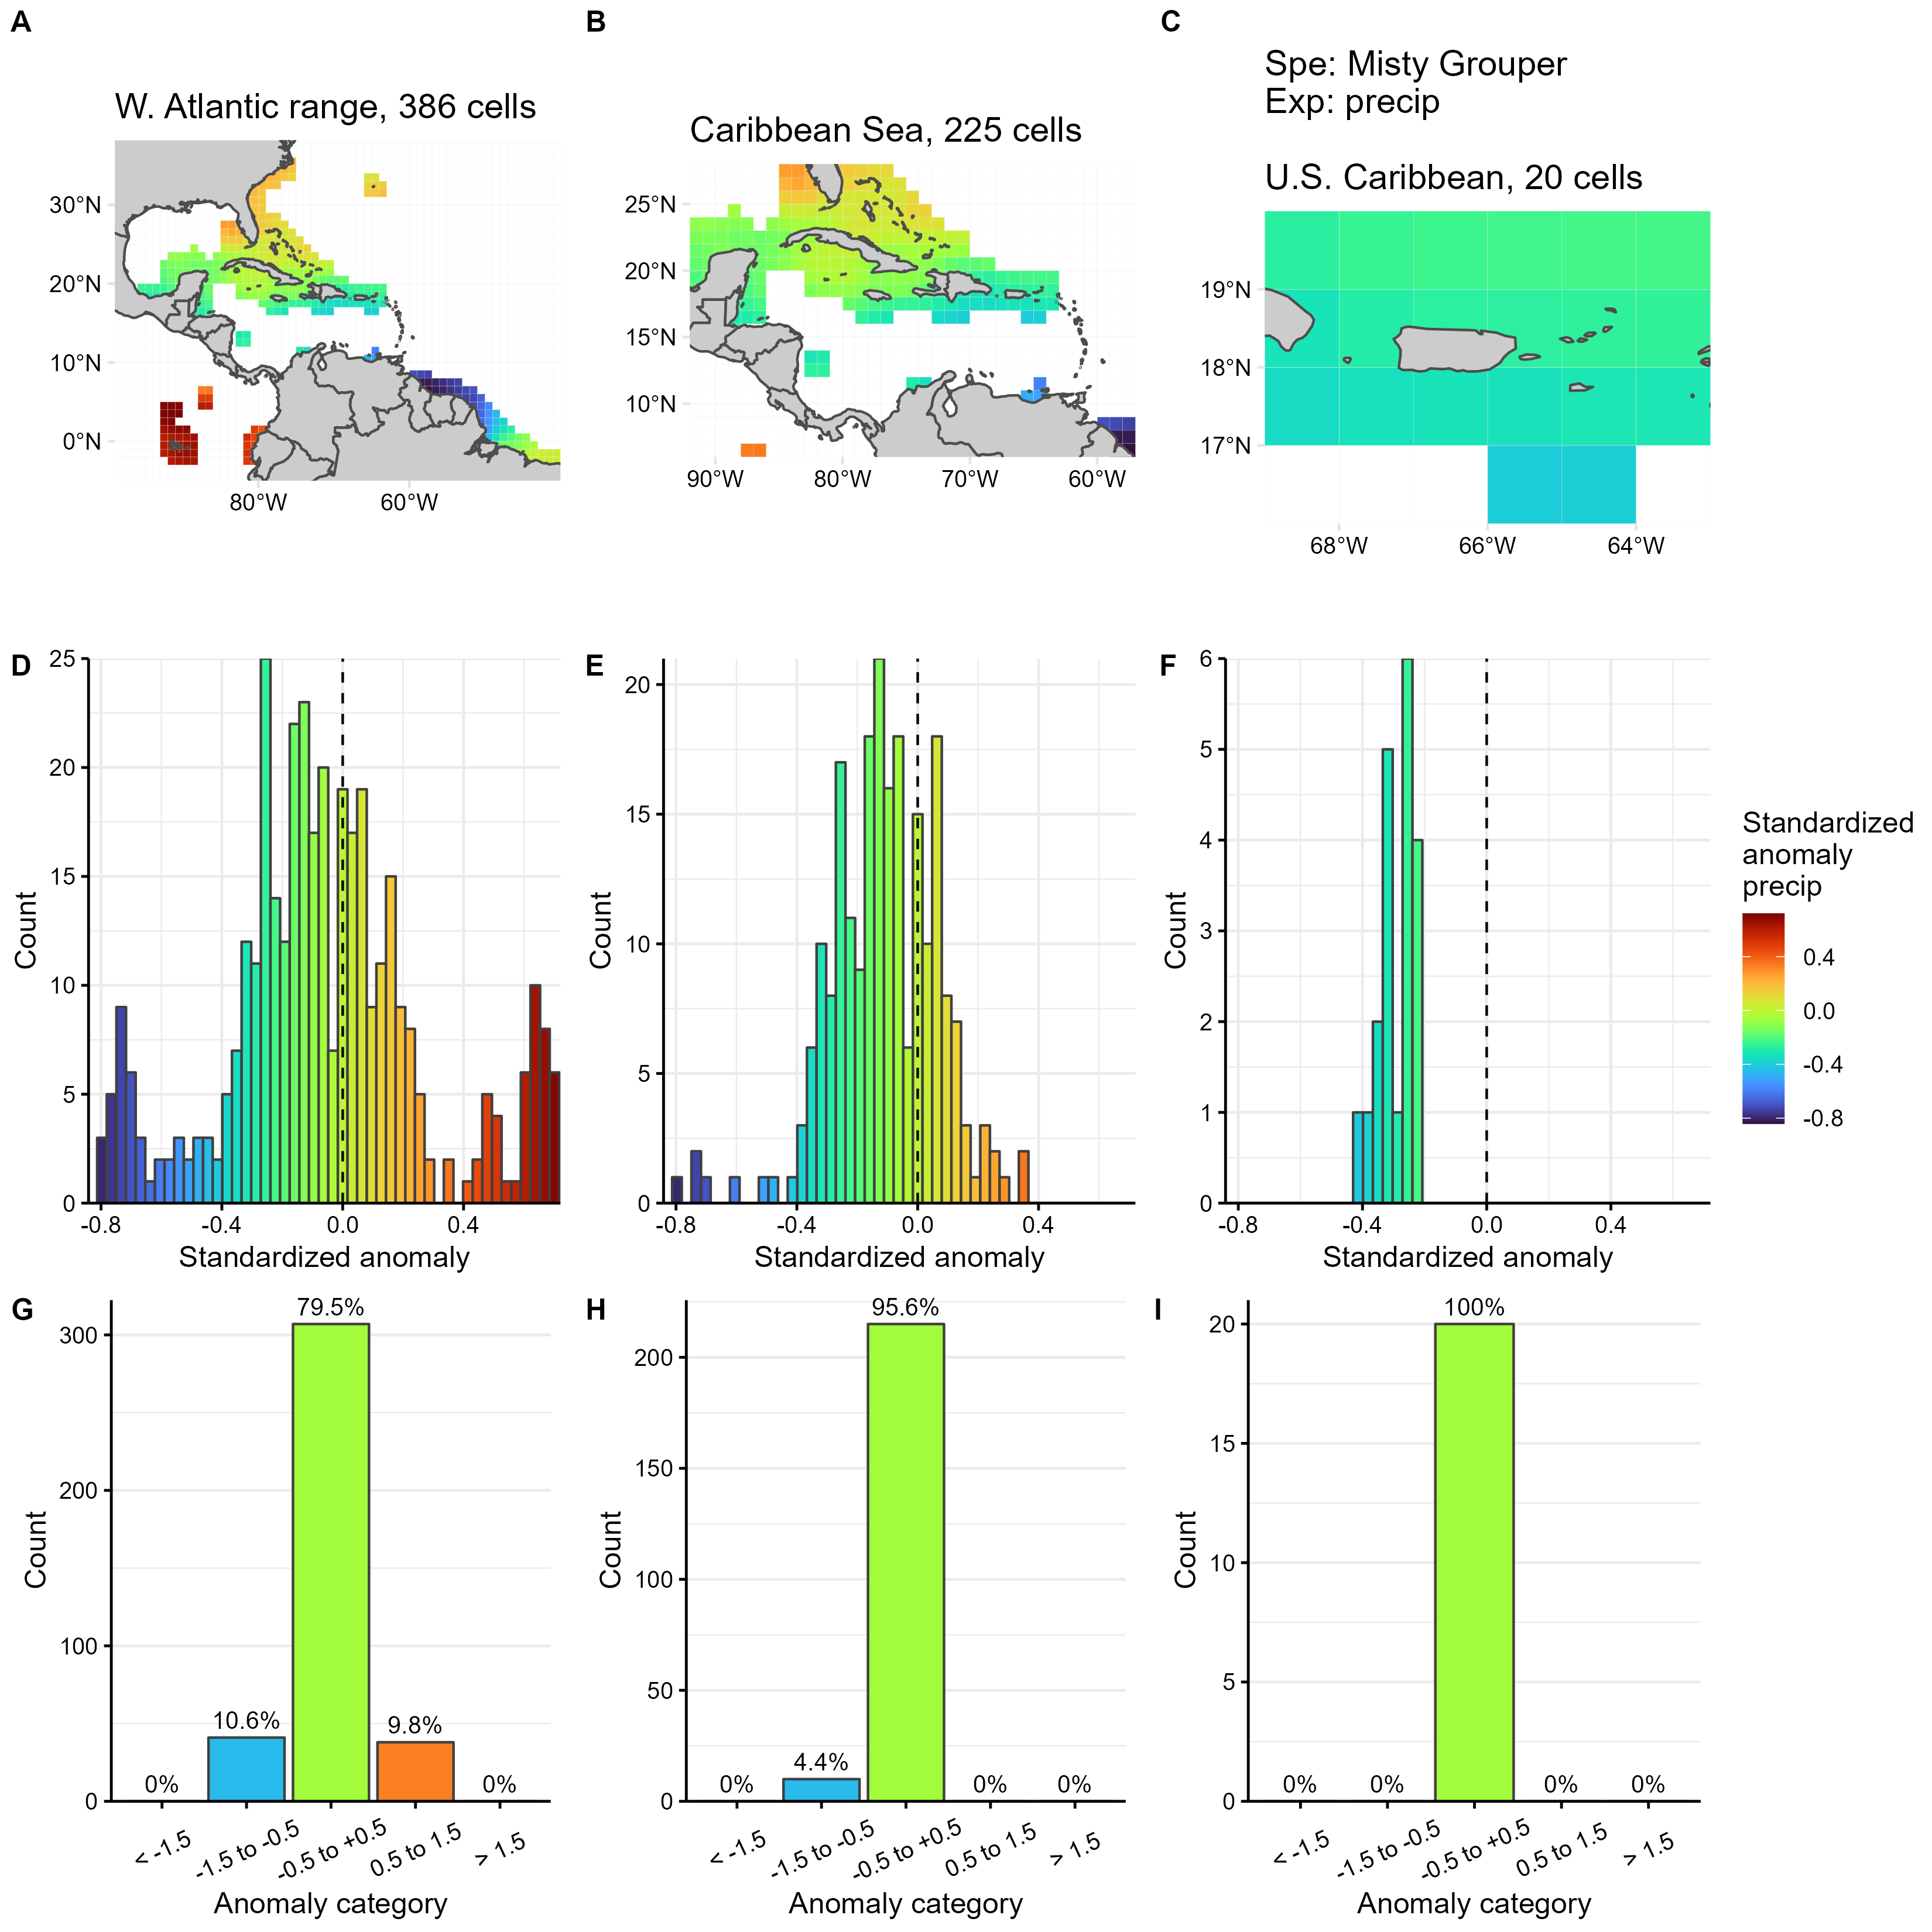 A
B
C
W. Atlantic range, 386 cells
Caribbean Sea, 225 cells
Spe: Misty Grouper
Exp: precip
U.S. Caribbean, 20 cells
30°N
20°N
10°N
0°N
80°W
60°W
25°N
20°N
15°N
10°N
90°W
80°W
70°W
60°W
19°N
18°N
17°N
68°W
66°W
64°W
D
25
20
15
10
5
0
Count
-0.8
-0.4
0.0
0.4
Standardized anomaly
E
20
15
10
5
0
Count
-0.8
-0.4
0.0
0.4
Standardized anomaly
F
6
5
4
3
2
1
0
Count
-0.8
-0.4
0.0
0.4
Standardized anomaly
Standardized
anomaly
precip
0.4
0.0
-0.4
-0.8
G
300
200
100
0
Count
0%
10.6%
79.5%
9.8%
0%
< -1.5
-1.5 to -0.5
-0.5 to +0.5
0.5 to 1.5
> 1.5
Anomaly category
H
200
150
100
50
0
Count
0%
4.4%
95.6%
0%
0%
< -1.5
-1.5 to -0.5
-0.5 to +0.5
0.5 to 1.5
> 1.5
Anomaly category
I
20
15
10
5
0
Count
0%
0%
100%
0%
0%
< -1.5
-1.5 to -0.5
-0.5 to +0.5
0.5 to 1.5
> 1.5
Anomaly category